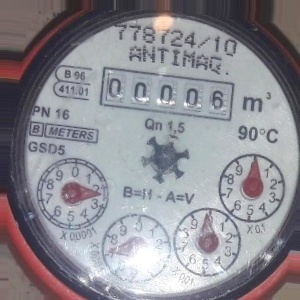 778724/10
ANTIMAG.
B 96
411.01
00006 m³
PN 16
Qn 1,5
90°C
B METERS
GSD5
B=H - A=V
X 0.1
X 0.0001